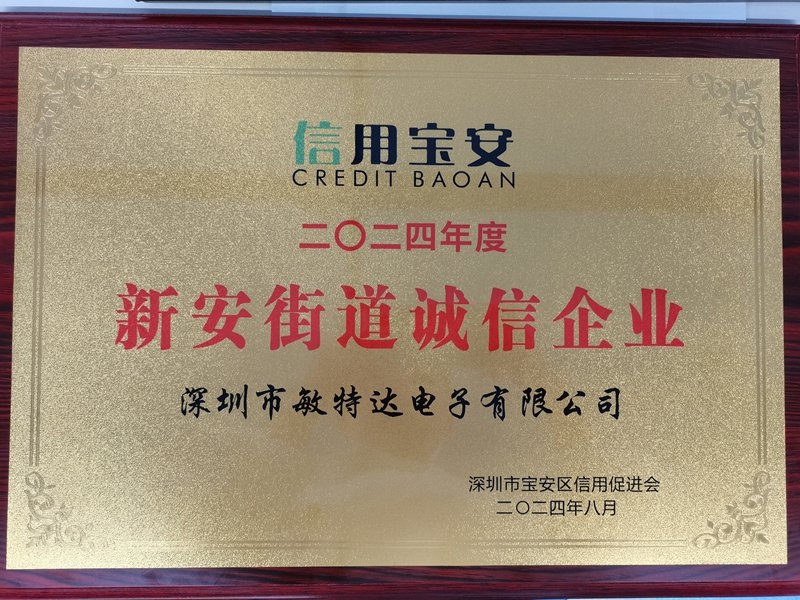 信用宝安
CREDIT BAOAN
二〇二四年度
新安街道诚信企业
深圳市敏特达电子有限公司
深圳市宝安区信用促进会
二〇二四年八月